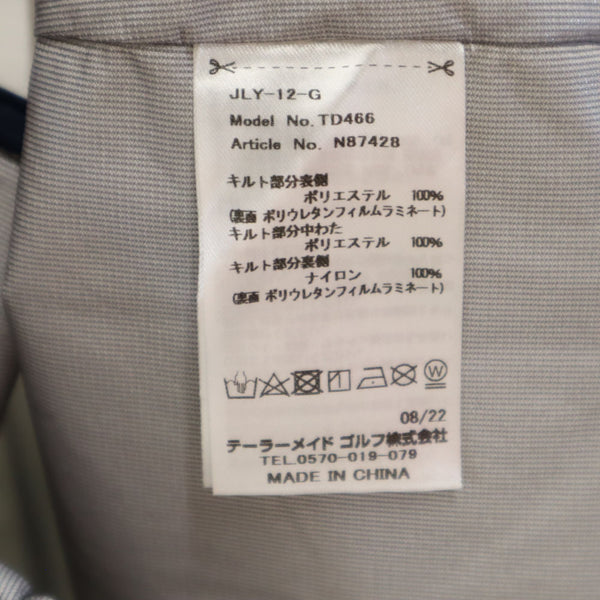 JLY-12-G
Model No. TD466
Article No. N87428
キルト部分表側
ポリエステル 100%
(裏面 ポリウレタンフィルムラミネート)
キルト部分中わた
ポリエステル 100%
キルト部分裏側
ナイロン 100%
(裏面 ポリウレタンフィルムラミネート)
W
08/22
テーラーメイド ゴルフ株式会社
TEL.0570-019-079
MADE IN CHINA